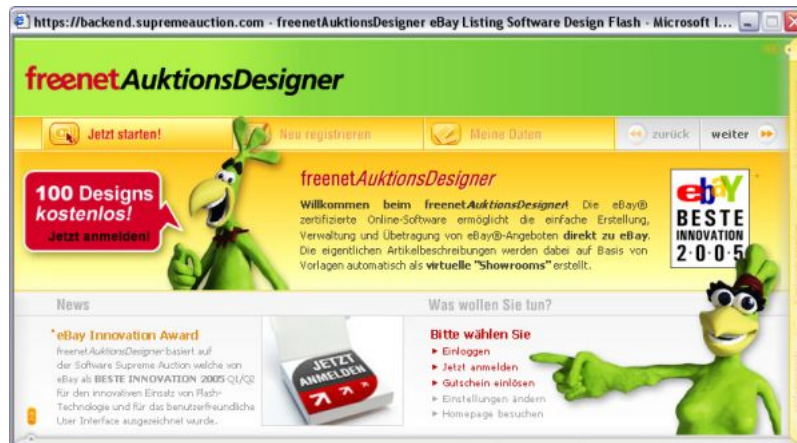 https://backend.supremeauction.com - freenetAuktionsDesigner eBay Listing Software Design Flash - Microsoft I...
freenetAuktionsDesigner
Jetzt starten!
Neu registrieren
Meine Daten
zurück
weiter
100 Designs
kostenlos!
Jetzt anmelden!
freenetAuktionsDesigner
Willkommen beim freenetAuktionsDesigner! Die eBay®
zertifizierte Online-Software ermöglicht die einfache Erstellung,
Verwaltung und Übetragung von eBay®-Angeboten direkt zu eBay.
Die eigentlichen Artikelbeschreibungen werden dabei auf Basis von
Vorlagen automatisch als virtuelle "Showrooms" erstellt.
ebay
BESTE
INNOVATION
2·0·0·5
News
eBay Innovation Award
freenetAuktionsDesigner basiert auf
der Software Supreme Auction welche von
eBay als BESTE INNOVATION 2005 Q1/Q2
für den innovativen Einsatz von Flash-
Technologie und für das benutzerfreundliche
User Interface ausgezeichnet wurde.
JETZT
ANMELDEN
Was wollen Sie tun?
Bitte wählen Sie
Einloggen
Jetzt anmelden
Gutschein einlösen
Einstellungen ändern
Homepage besuchen